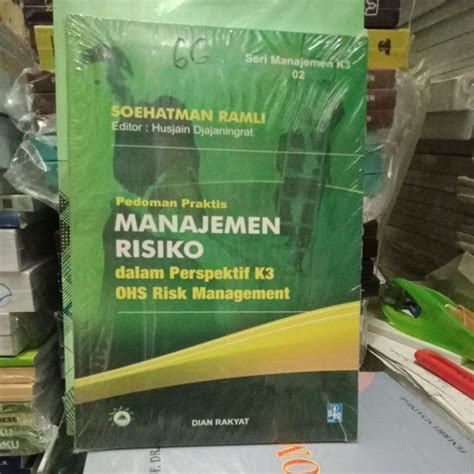 66
Seri Manajemen K3
02
SOEHATMAN RAMLI
Editor : Husjain Djajaningrat
Pedoman Praktis
MANAJEMEN
RISIKO
dalam Perspektif K3
OHS Risk Management
DIAN RAKYAT